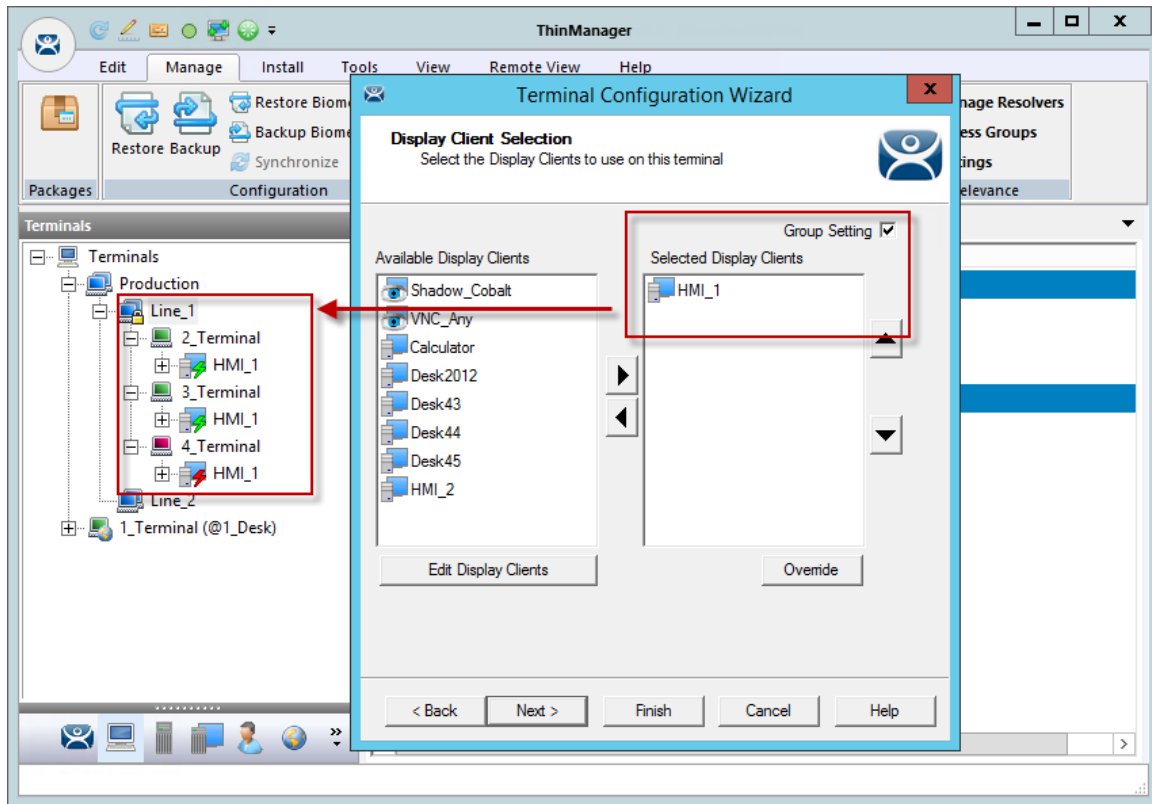 ThinManager
Edit Manage Install Tools View Remote View Help
Restore Biome
Backup Biome
Synchronize
Restore Backup
Packages
Configuration
nage Resolvers
ess Groups
ings
elevance
Terminals
Terminals
Production
Line_1
2_Terminal
HMI_1
3_Terminal
HMI_1
4_Terminal
HMI_1
Line_2
1_Terminal (@1_Desk)
Terminal Configuration Wizard
X
Display Client Selection
Select the Display Clients to use on this terminal
Group Setting
Available Display Clients
Selected Display Clients
Shadow_Cobalt
VNC_Any
Calculator
Desk2012
Desk43
Desk44
Desk45
HMI_2
HMI_1
Edit Display Clients
Override
< Back Next > Finish Cancel Help